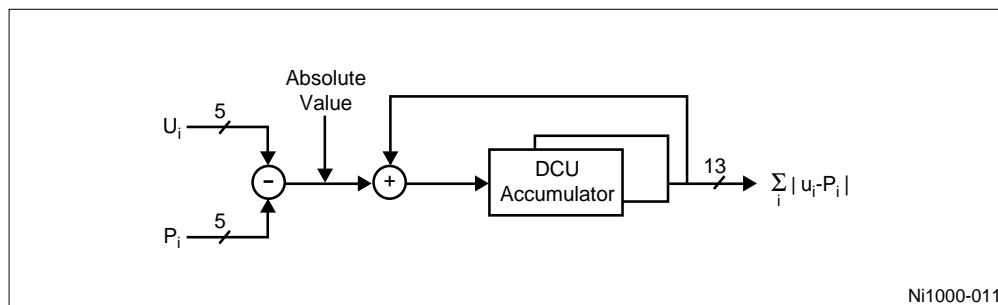 Absolute
Value
5
U_i
−
+
DCU
Accumulator
13
Σ_i | u_i-P_i |
5
P_i
Ni1000-011